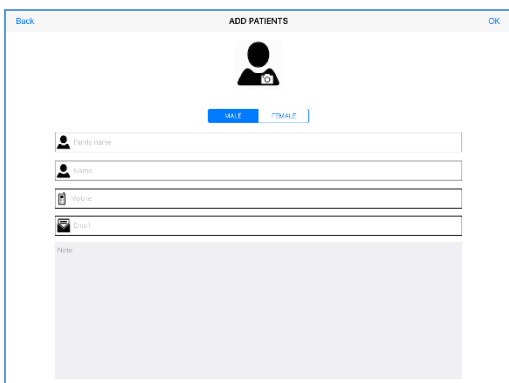 Back ADD PATIENTS OK
MALE FEMALE
Family name
Name
Mobile
Email
Note